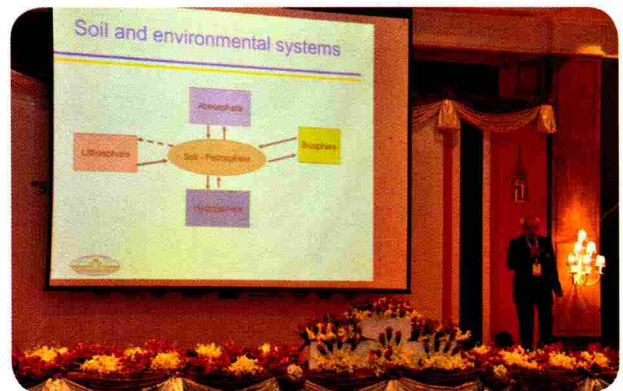 Soil and environmental systems
Atmosphere
Lithosphere
Soil - Pedosphere
Biosphere
Hydrosphere